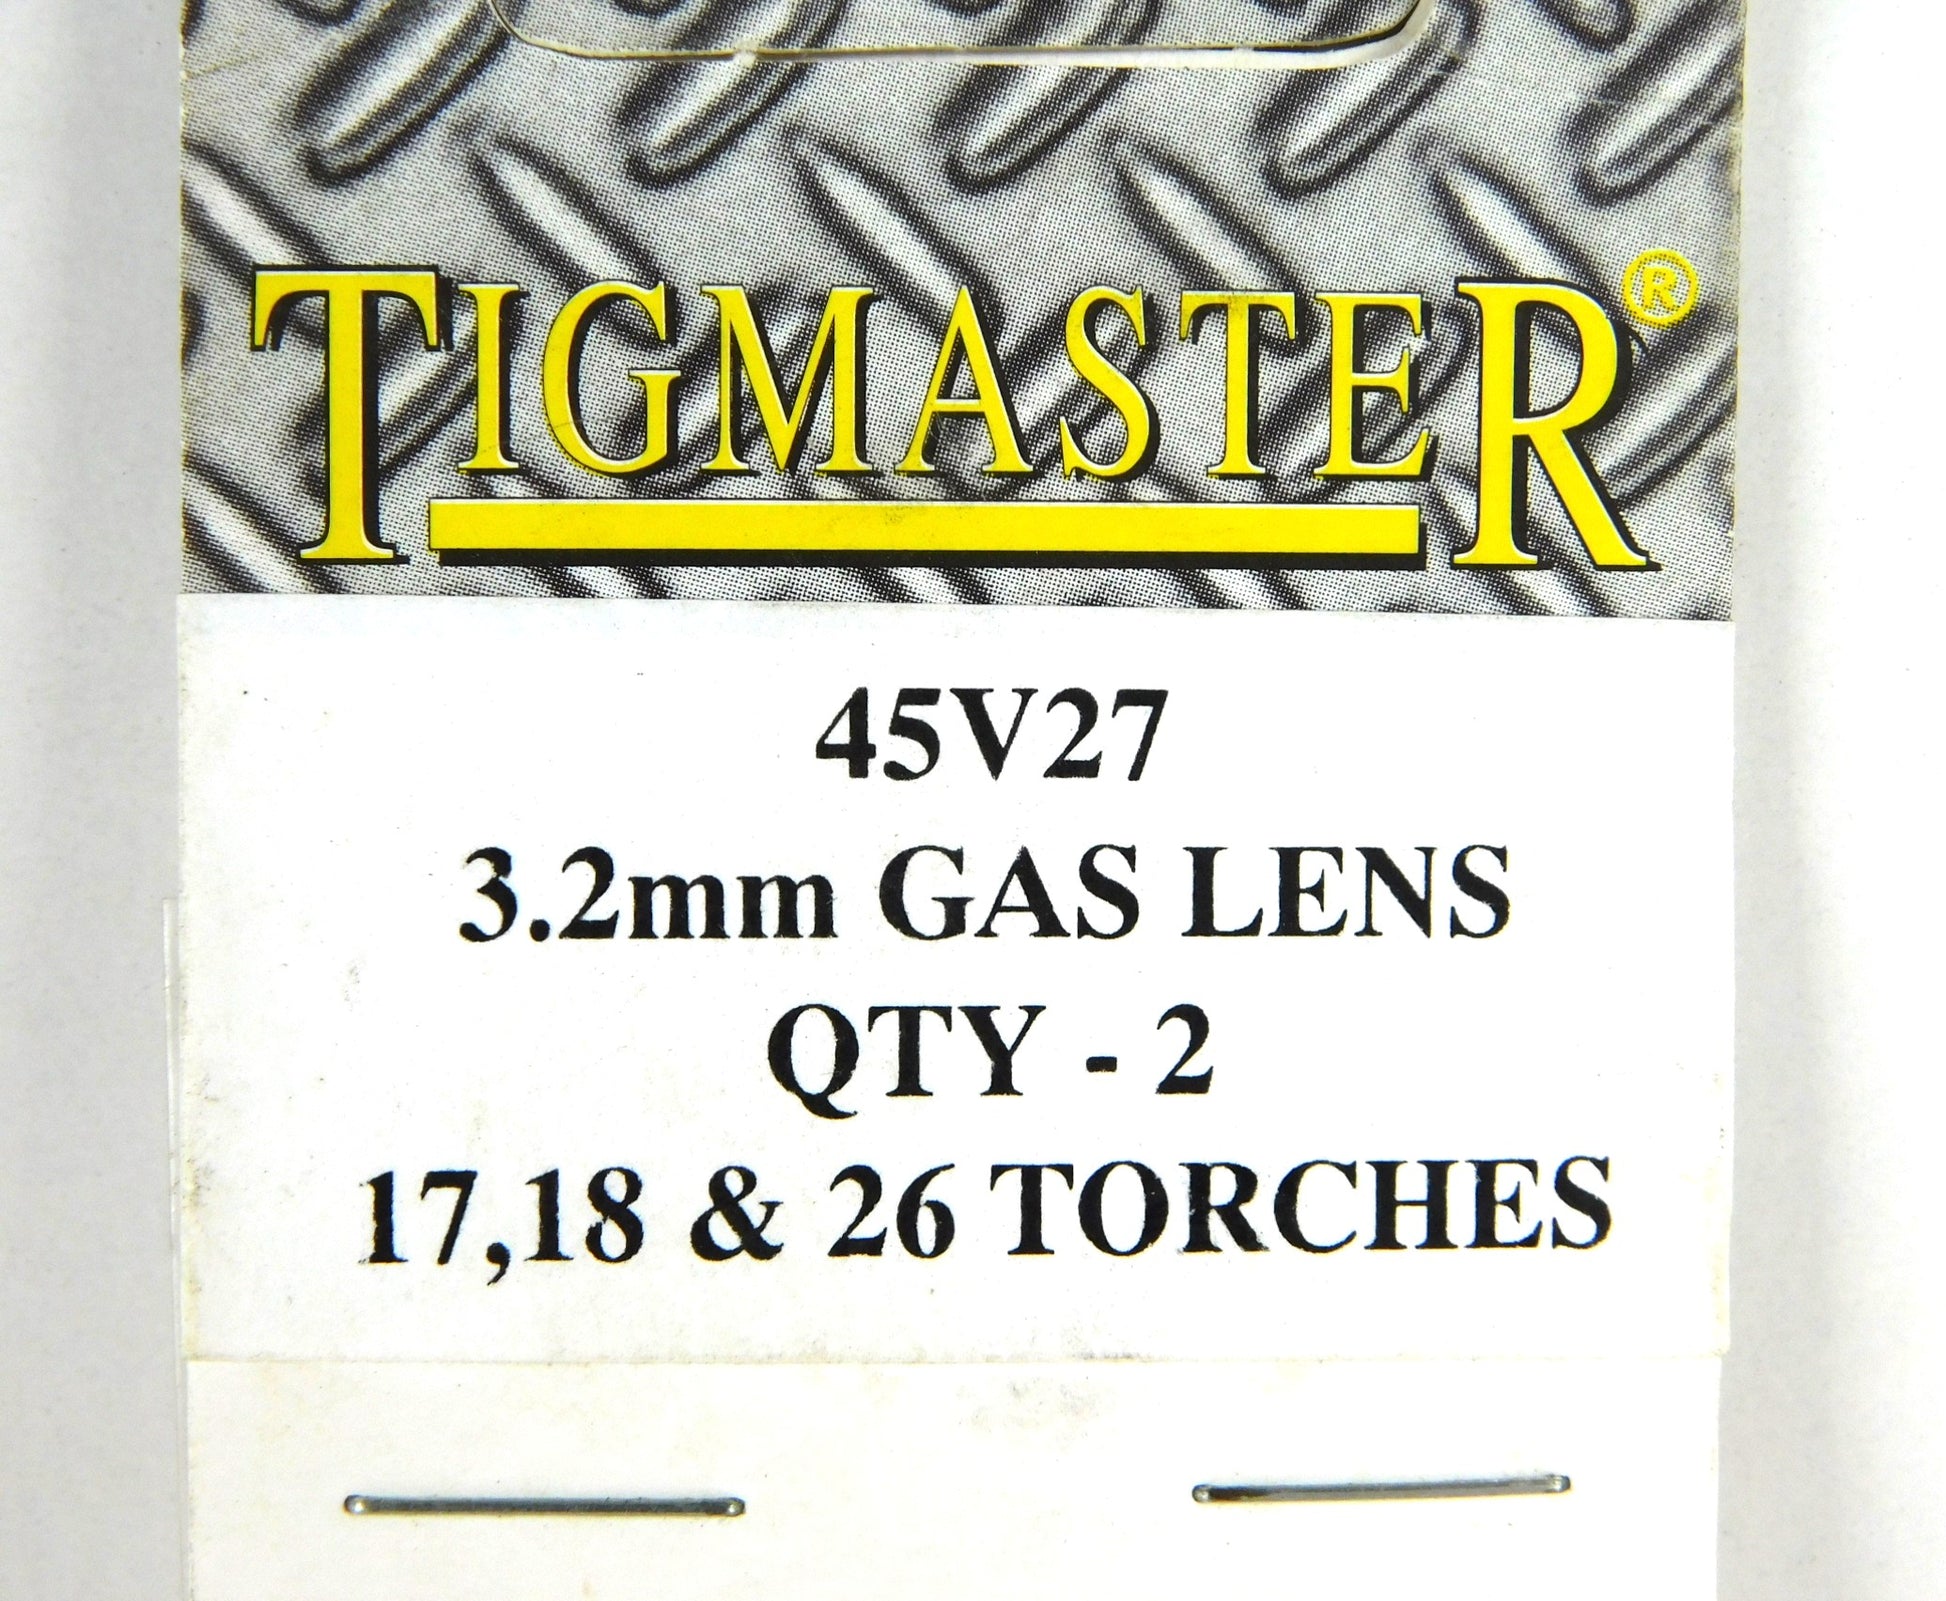 TIGMASTER®
45V27
3.2mm GAS LENS
QTY - 2
17,18 & 26 TORCHES